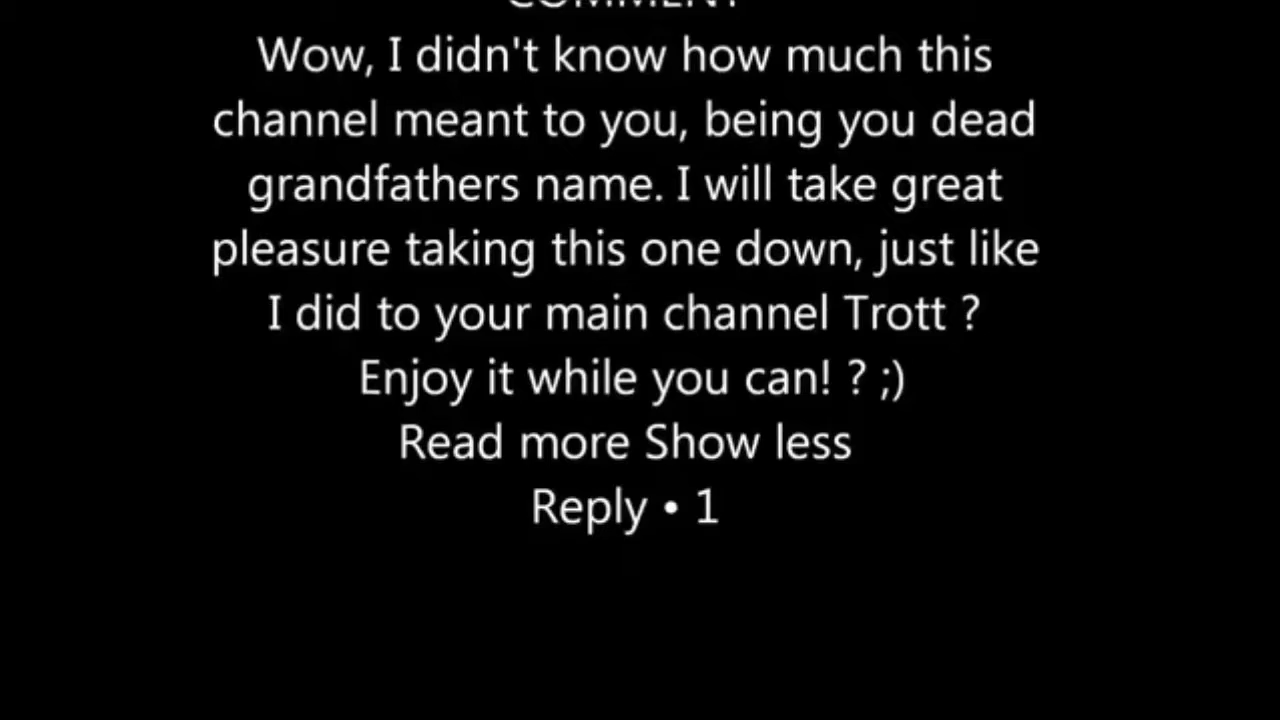 COMMENT
Wow, I didn't know how much this
channel meant to you, being you dead
grandfathers name. I will take great
pleasure taking this one down, just like
I did to your main channel Trott ?
Enjoy it while you can! ? ;)
Read more Show less
Reply • 1